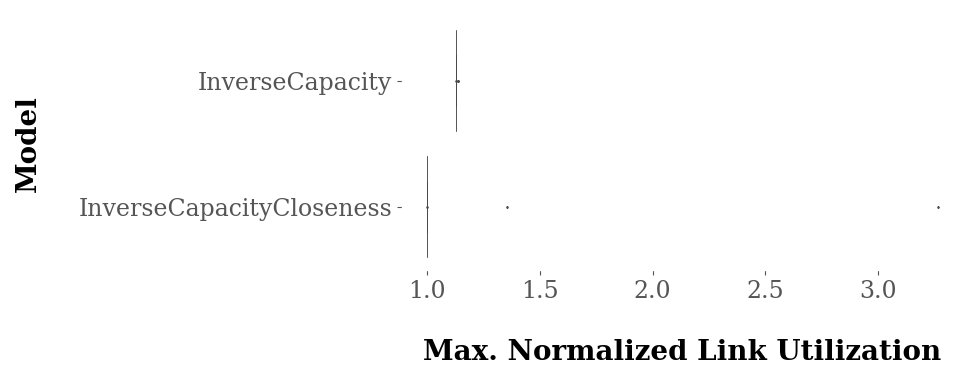 Model
InverseCapacity
InverseCapacityCloseness
1.0 1.5 2.0 2.5 3.0
Max. Normalized Link Utilization